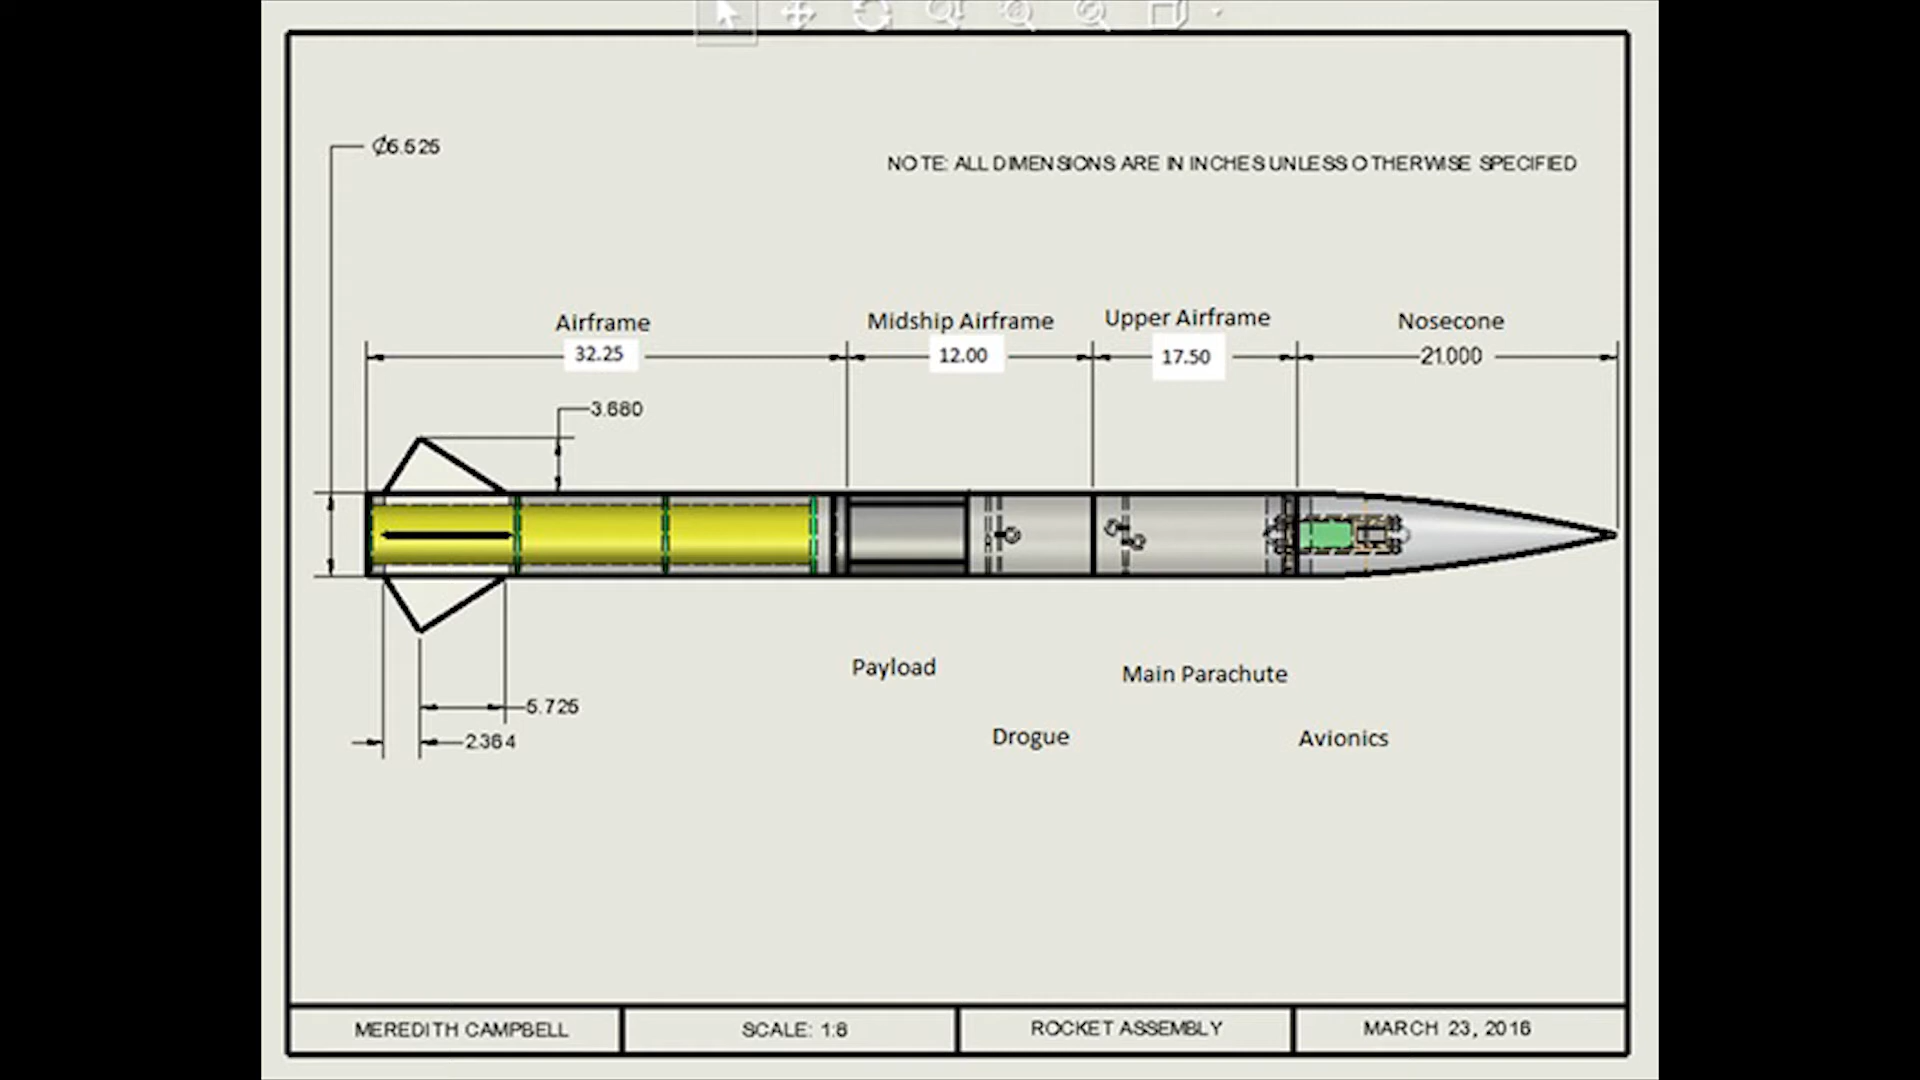 ⌀5.525
NOTE: ALL DIMENSIONS ARE IN INCHES UNLESS OTHERWISE SPECIFIED
Airframe
Midship Airframe
Upper Airframe
Nosecone
32.25
12.00
17.50
21.000
3.680
Payload
Main Parachute
5.725
2.364
Drogue
Avionics
MEREDITH CAMPBELL
SCALE: 1:8
ROCKET ASSEMBLY
MARCH 23, 2016